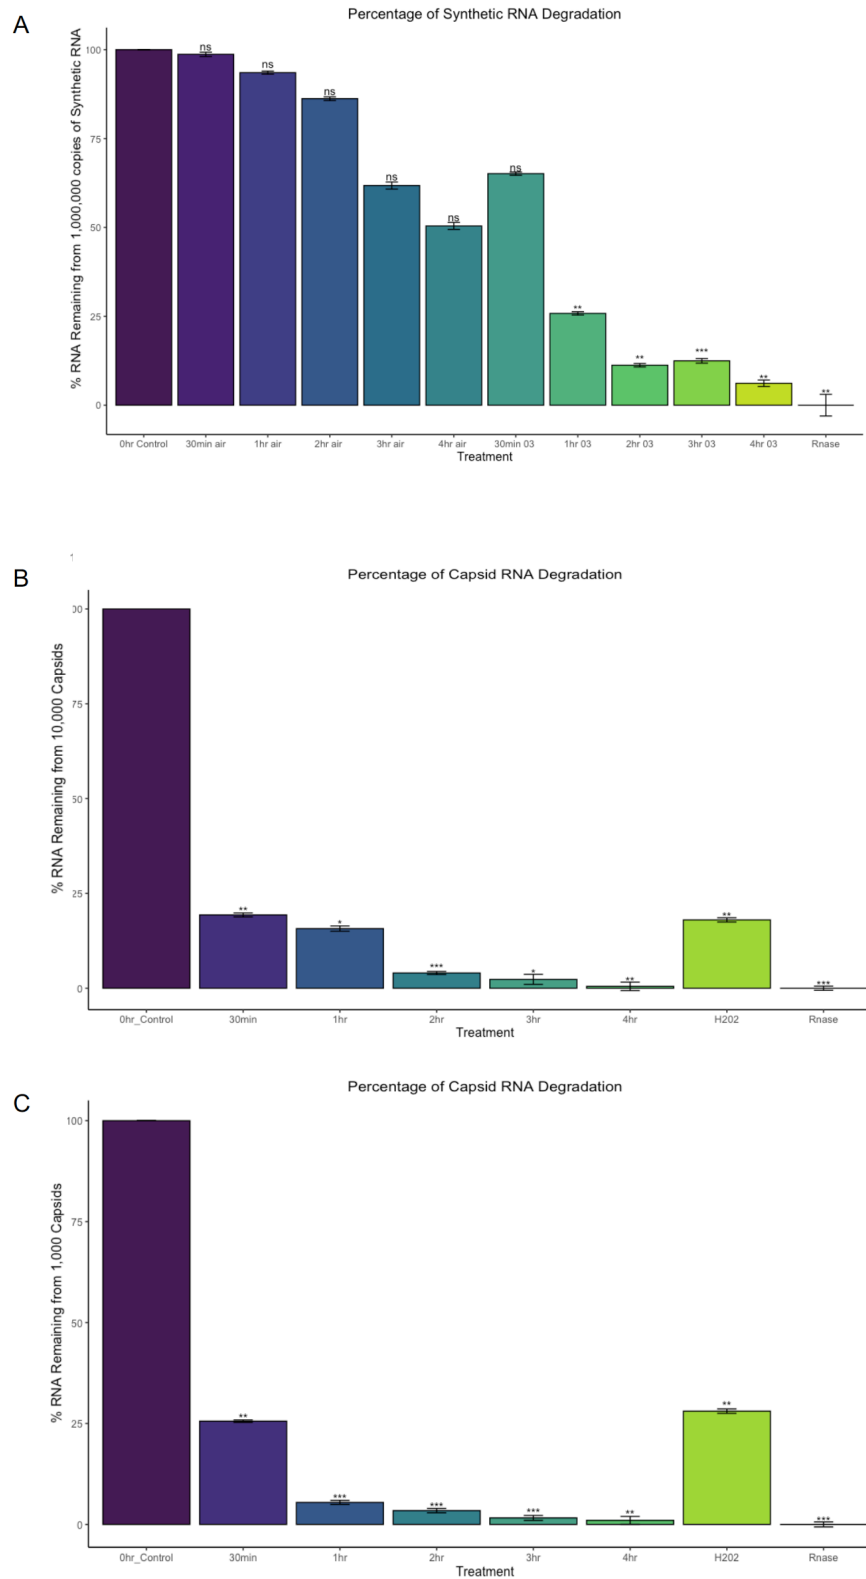 A
Percentage of Synthetic RNA Degradation
% RNA Remaining from 1,000,000 copies of Synthetic RNA
100
75
50
25
0
ns
ns
ns
ns
ns
ns
**
**
***
**
**
0hr Control 30min air 1hr air 2hr air 3hr air 4hr air 30min 03 1hr 03 2hr 03 3hr 03 4hr 03 Rnase
Treatment
B
Percentage of Capsid RNA Degradation
% RNA Remaining from 10,000 Capsids
00
75
50
25
0
**
*
***
*
**
**
***
0hr_Control 30min 1hr 2hr 3hr 4hr H202 Rnase
Treatment
C
Percentage of Capsid RNA Degradation
% RNA Remaining from 1,000 Capsids
100
75
50
25
0
**
***
***
***
**
**
***
0hr_Control 30min 1hr 2hr 3hr 4hr H202 Rnase
Treatment